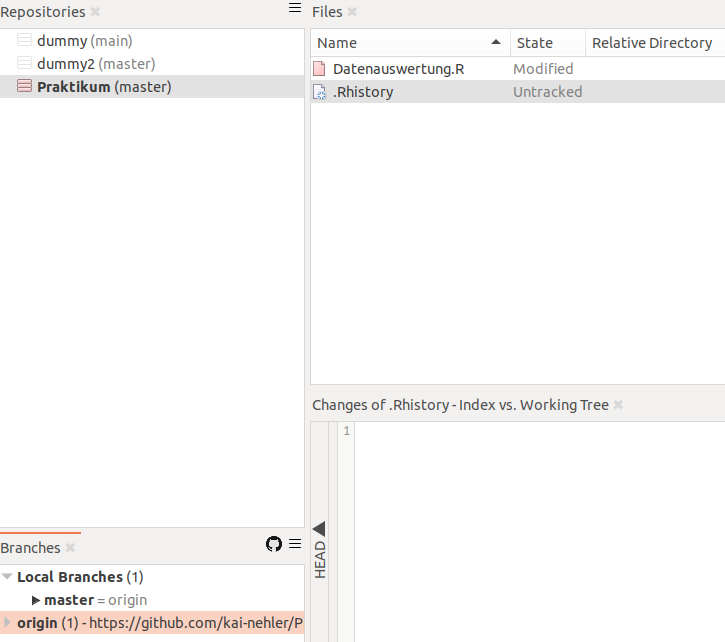 Repositories
dummy (main)
dummy2 (master)
Praktikum (master)
Files
Name State Relative Directory
Datenauswertung.R Modified
.Rhistory Untracked
Changes of .Rhistory - Index vs. Working Tree
1
HEAD
Branches
Local Branches (1)
master = origin
origin (1) - https://github.com/kai-nehler/P